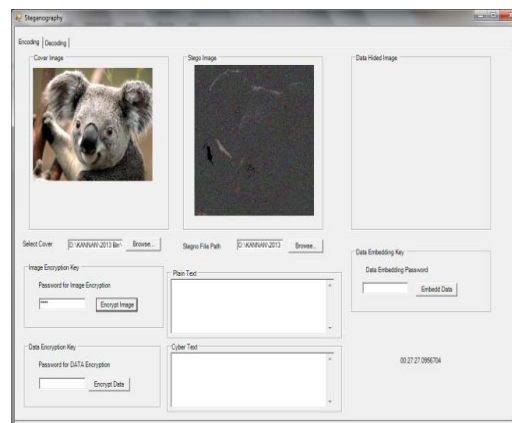 Steganography
Encoding Decoding
Cover Image
Stego Image
Data Hided Image
Select Cover D:\KANNAN\2013 Browse...
Stegno File Path D:\KANNAN\2013 Browse...
Image Encryption Key
Password for Image Encryption
**** Encrypt Image
Plain Text
Data Embedding Key
Data Embedding Password
Embedd Data
Data Encryption Key
Password for DATA Encryption
Encrypt Data
Cyber Text
00:27:27.0956704